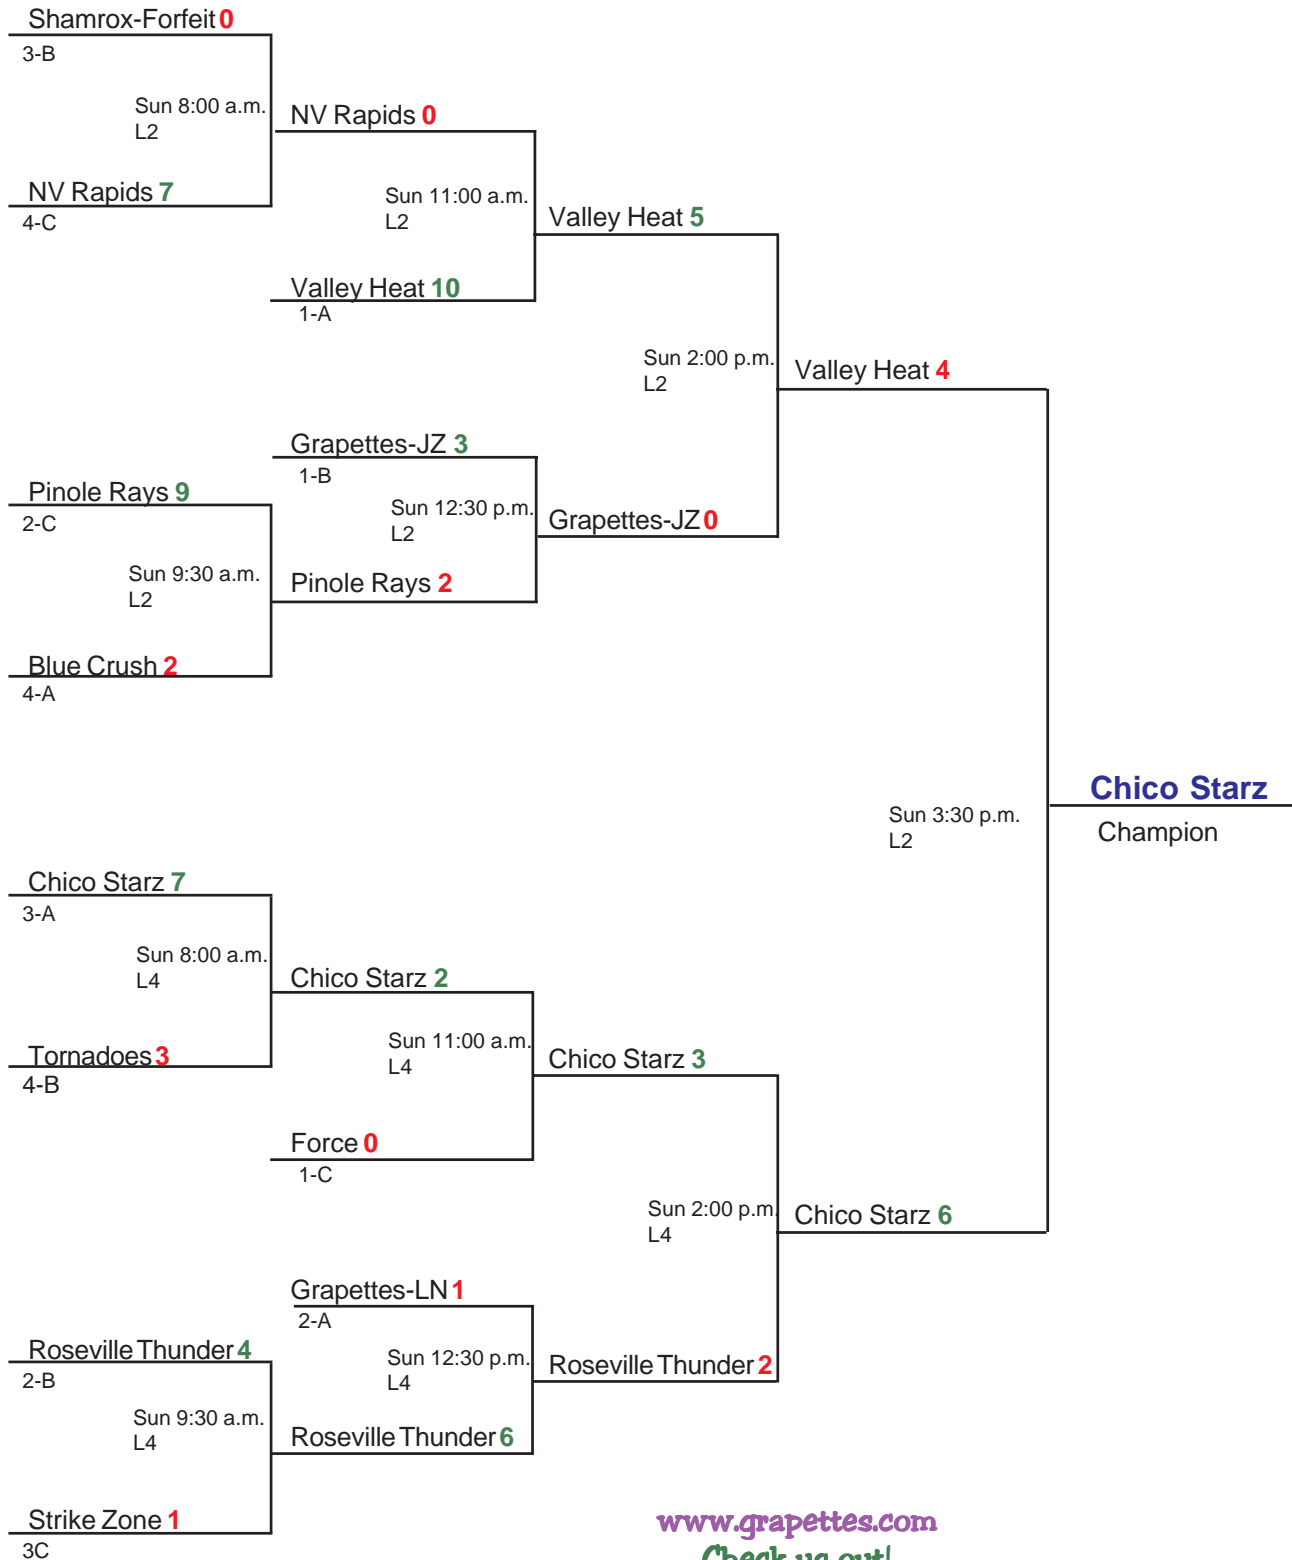 Shamrox-Forfeit 0
3-B
Sun 8:00 a.m.
L2
NV Rapids 7
4-C
NV Rapids 0
Sun 11:00 a.m.
L2
Valley Heat 10
1-A
Valley Heat 5
Sun 2:00 p.m.
L2
Valley Heat 4
Grapettes-JZ 3
1-B
Pinole Rays 9
2-C
Sun 12:30 p.m.
L2
Grapettes-JZ 0
Sun 9:30 a.m.
L2
Pinole Rays 2
Blue Crush 2
4-A
Chico Starz
Champion
Sun 3:30 p.m.
L2
Chico Starz 7
3-A
Sun 8:00 a.m.
L4
Chico Starz 2
Tornadoes 3
4-B
Sun 11:00 a.m.
L4
Chico Starz 3
Force 0
1-C
Sun 2:00 p.m.
L4
Chico Starz 6
Grapettes-LN 1
2-A
Roseville Thunder 4
2-B
Sun 12:30 p.m.
L4
Roseville Thunder 2
Sun 9:30 a.m.
L4
Roseville Thunder 6
Strike Zone 1
3C
www.grapettes.com
Check us out!